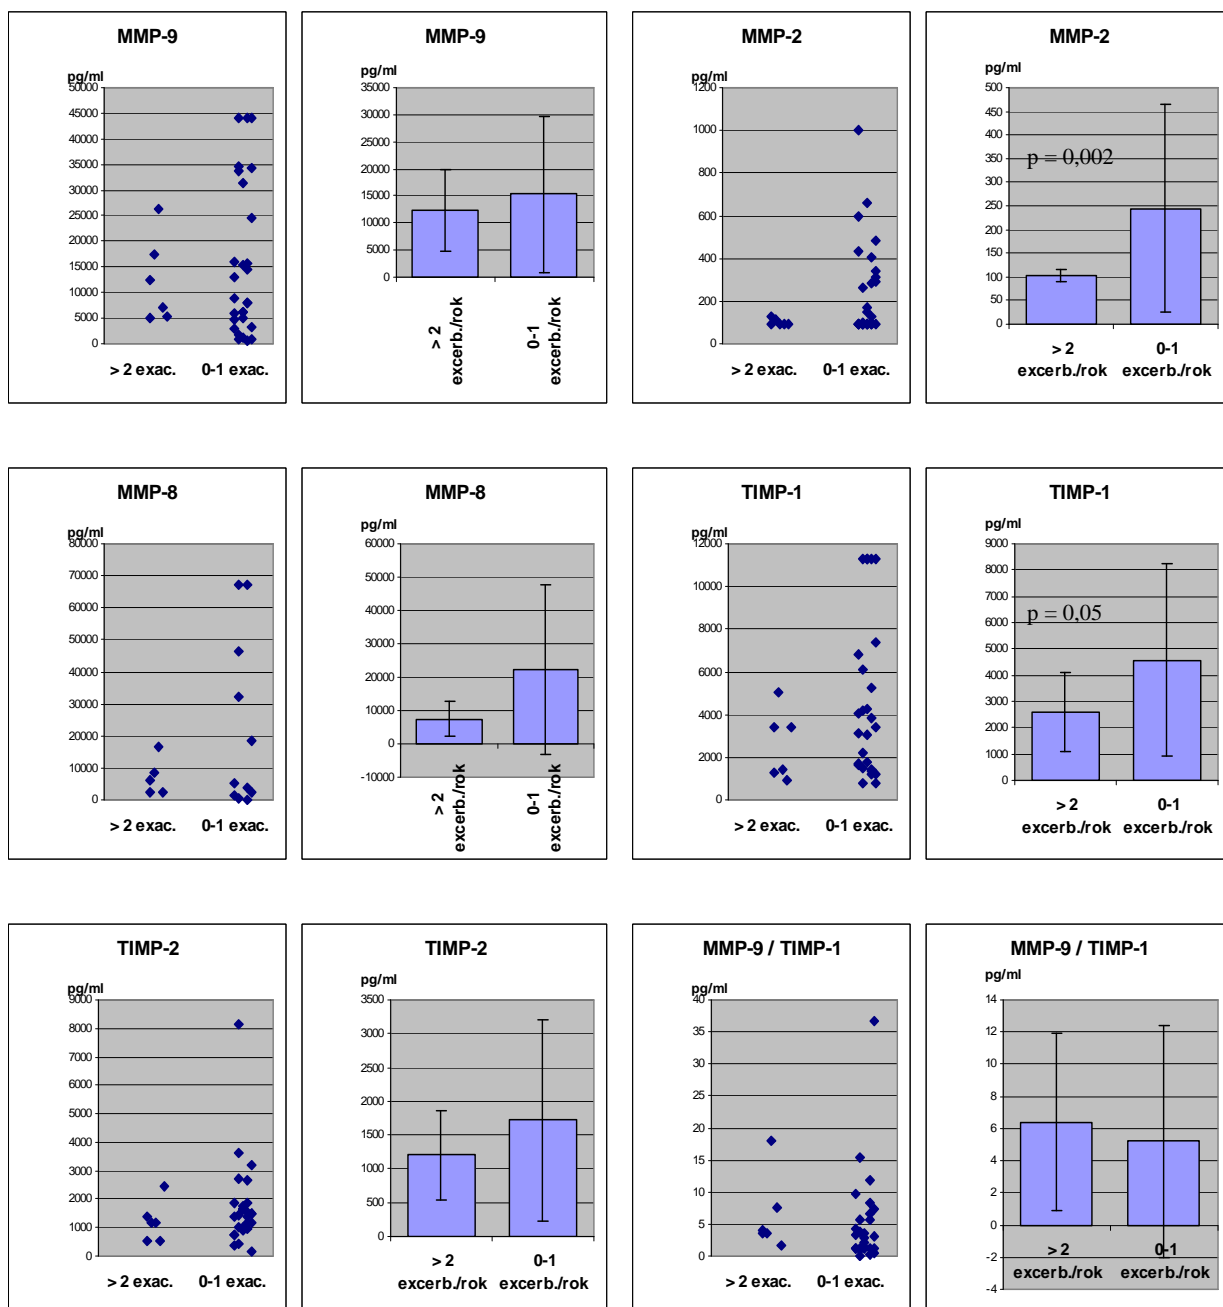 MMP-9
pg/ml
50000
45000
40000
35000
30000
25000
20000
15000
10000
5000
0
> 2 exac. 0-1 exac.
MMP-9
pg/ml
35000
30000
25000
20000
15000
10000
5000
0
> 2
excerb./rok
0-1
excerb./rok
MMP-2
pg/ml
1200
1000
800
600
400
200
0
> 2 exac. 0-1 exac.
MMP-2
pg/ml
500
450
400
350
300
250
200
150
100
50
0
p = 0,002
> 2
excerb./rok
0-1
excerb./rok
MMP-8
pg/ml
80000
70000
60000
50000
40000
30000
20000
10000
0
> 2 exac. 0-1 exac.
MMP-8
pg/ml
60000
50000
40000
30000
20000
10000
0
-10000
> 2
excerb./rok
0-1
excerb./rok
TIMP-1
pg/ml
12000
10000
8000
6000
4000
2000
0
> 2 exac. 0-1 exac.
TIMP-1
pg/ml
9000
8000
7000
6000
5000
4000
3000
2000
1000
0
p = 0,05
> 2
excerb./rok
0-1
excerb./rok
TIMP-2
pg/ml
9000
8000
7000
6000
5000
4000
3000
2000
1000
0
> 2 exac. 0-1 exac.
TIMP-2
pg/ml
3500
3000
2500
2000
1500
1000
500
0
> 2
excerb./rok
0-1
excerb./rok
MMP-9 / TIMP-1
pg/ml
40
35
30
25
20
15
10
5
0
> 2 exac. 0-1 exac.
MMP-9 / TIMP-1
pg/ml
14
12
10
8
6
4
2
0
-2
-4
> 2
excerb./rok
0-1
excerb./rok